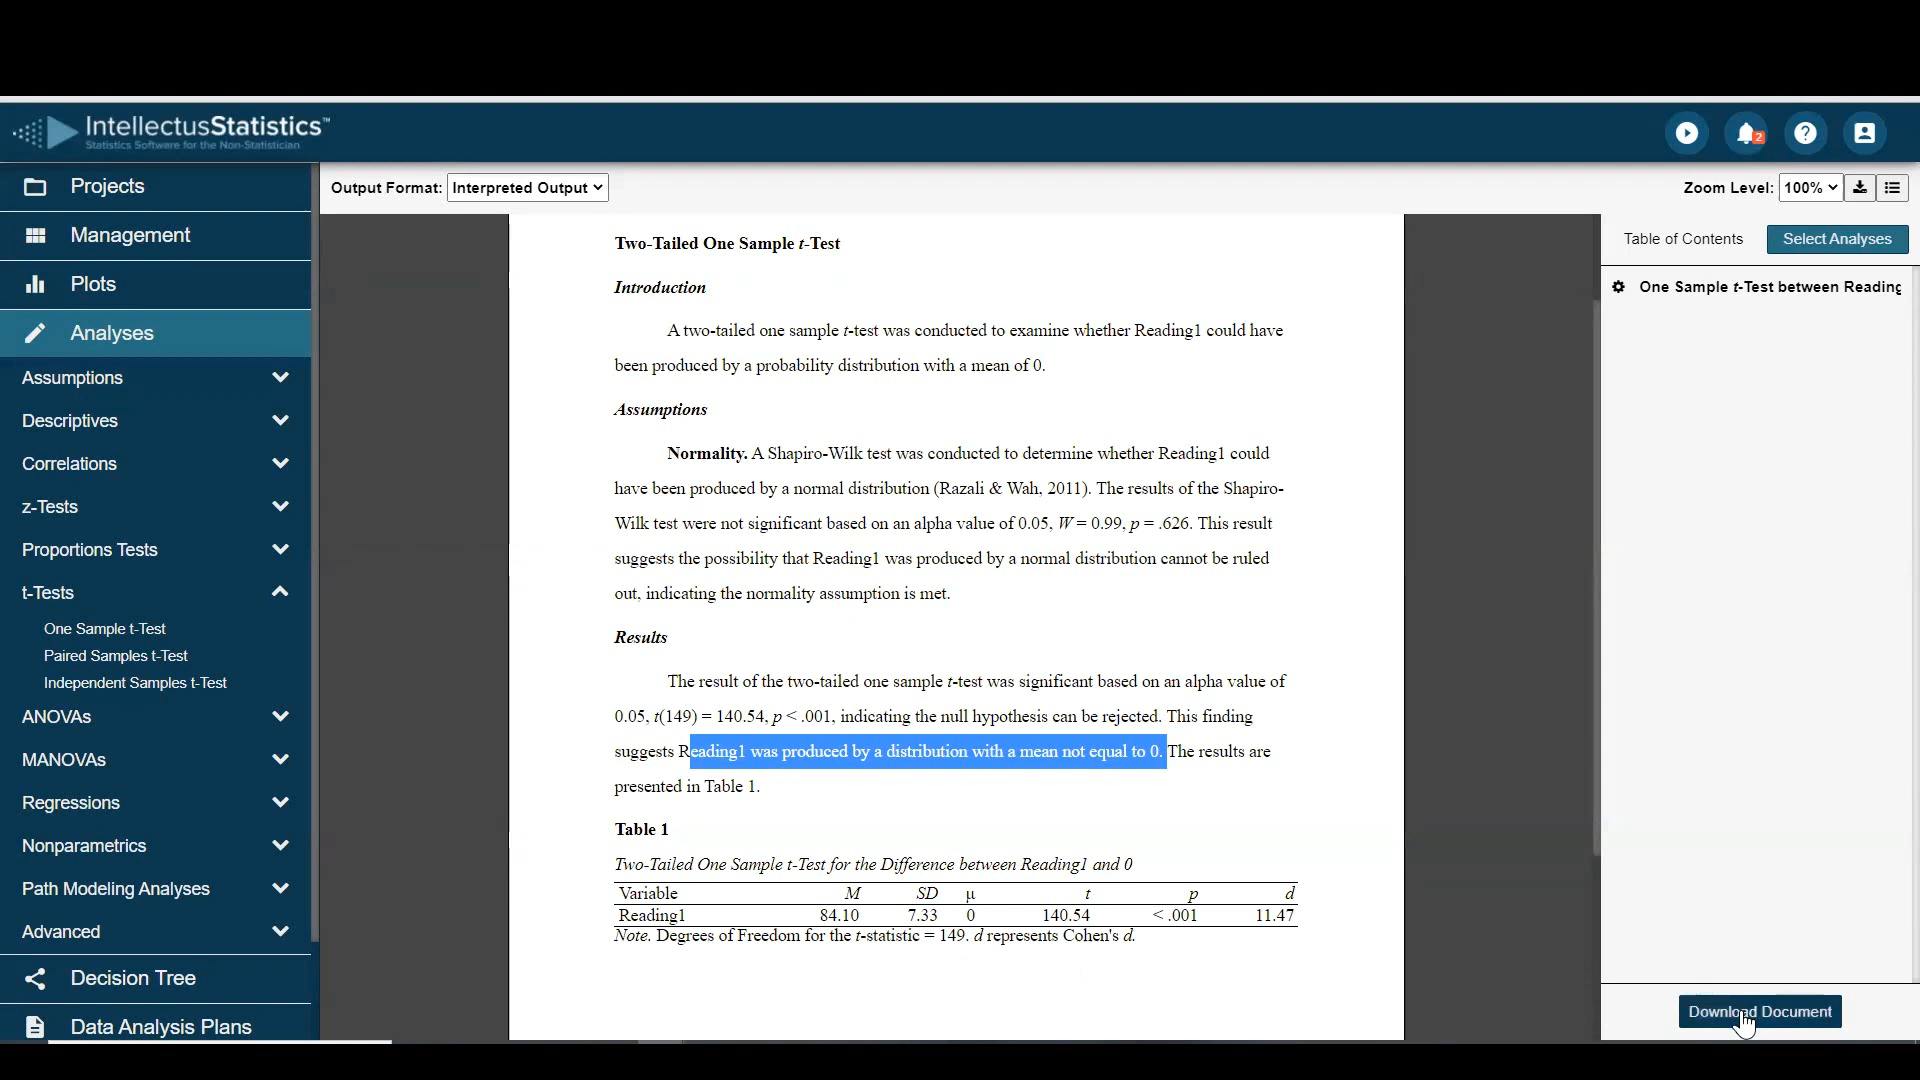 IntellectusStatistics™
Statistics Software for the Non-Statistician
2
Projects
Management
Plots
Analyses
Assumptions
Descriptives
Correlations
z-Tests
Proportions Tests
t-Tests
One Sample t-Test
Paired Samples t-Test
Independent Samples t-Test
ANOVAs
MANOVAs
Regressions
Nonparametrics
Path Modeling Analyses
Advanced
Decision Tree
Data Analysis Plans
Output Format: Interpreted Output
Zoom Level: 100%
Two-Tailed One Sample t-Test
Introduction
A two-tailed one sample t-test was conducted to examine whether Reading1 could have
been produced by a probability distribution with a mean of 0.
Assumptions
Normality. A Shapiro-Wilk test was conducted to determine whether Reading1 could
have been produced by a normal distribution (Razali & Wah, 2011). The results of the Shapiro-
Wilk test were not significant based on an alpha value of 0.05, W = 0.99, p = .626. This result
suggests the possibility that Reading1 was produced by a normal distribution cannot be ruled
out, indicating the normality assumption is met.
Results
The result of the two-tailed one sample t-test was significant based on an alpha value of
0.05, t(149) = 140.54, p < .001, indicating the null hypothesis can be rejected. This finding
suggests Reading1 was produced by a distribution with a mean not equal to 0. The results are
presented in Table 1.
Table 1
Two-Tailed One Sample t-Test for the Difference between Reading1 and 0
Variable M SD μ t p d
Reading1 84.10 7.33 0 140.54 < .001 11.47
Note. Degrees of Freedom for the t-statistic = 149. d represents Cohen's d.
Table of Contents
Select Analyses
One Sample t-Test between Reading
Download Document